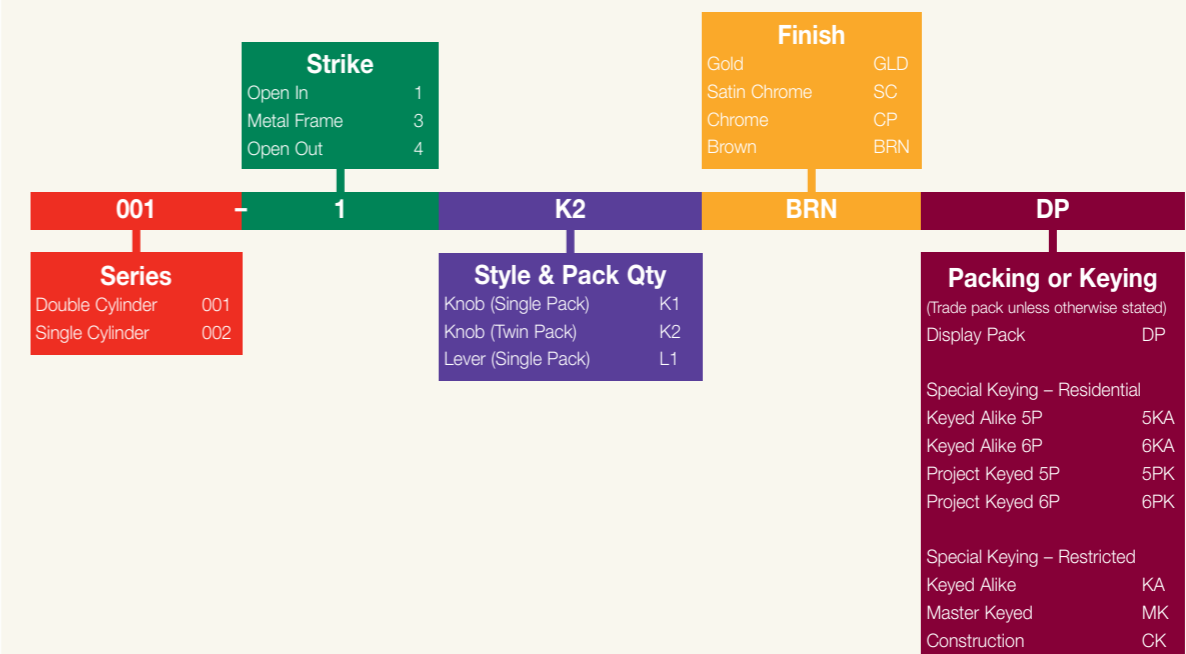 Finish
Gold GLD
Satin Chrome SC
Chrome CP
Brown BRN
Strike
Open In 1
Metal Frame 3
Open Out 4
001 – 1 K2 BRN DP
Series
Double Cylinder 001
Single Cylinder 002
Style & Pack Qty
Knob (Single Pack) K1
Knob (Twin Pack) K2
Lever (Single Pack) L1
Packing or Keying
(Trade pack unless otherwise stated)
Display Pack DP
Special Keying – Residential
Keyed Alike 5P 5KA
Keyed Alike 6P 6KA
Project Keyed 5P 5PK
Project Keyed 6P 6PK
Special Keying – Restricted
Keyed Alike KA
Master Keyed MK
Construction CK